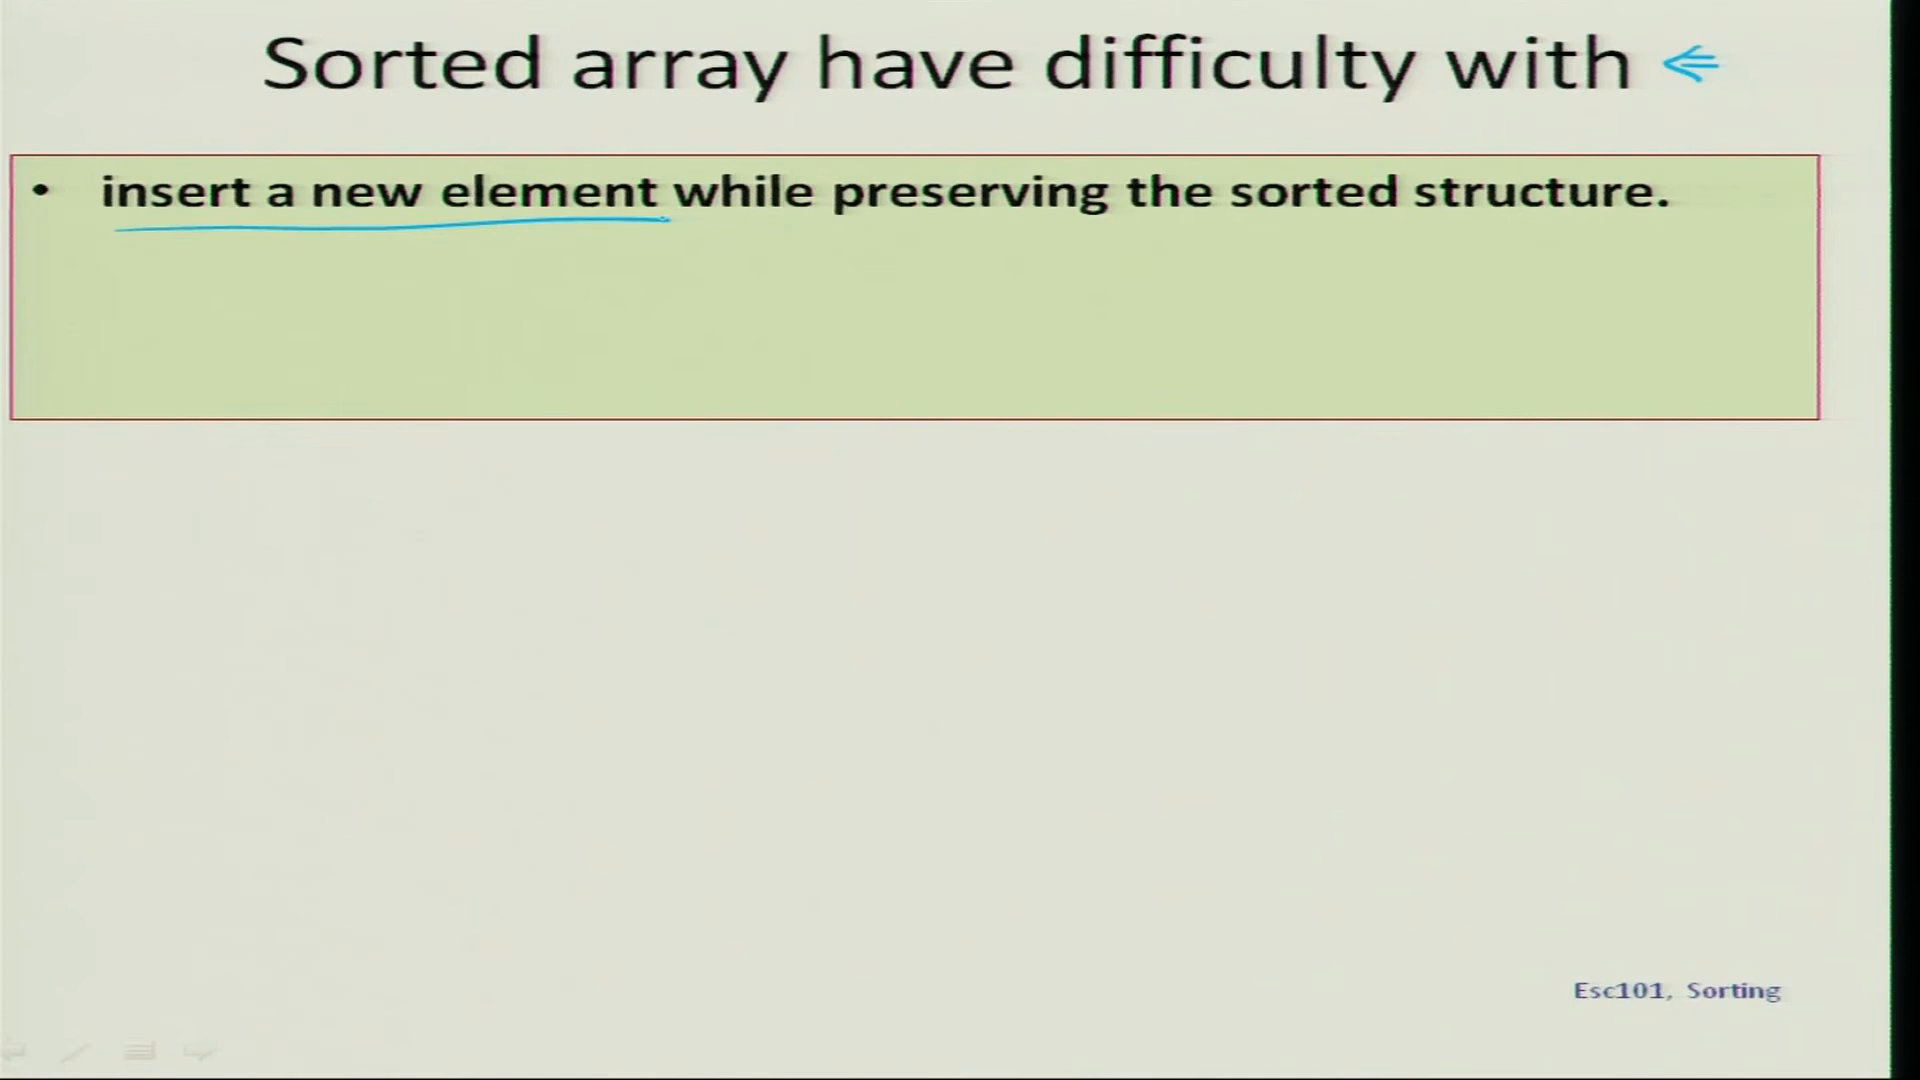 Sorted array have difficulty with
• insert a new element while preserving the sorted structure.
Esc101, Sorting